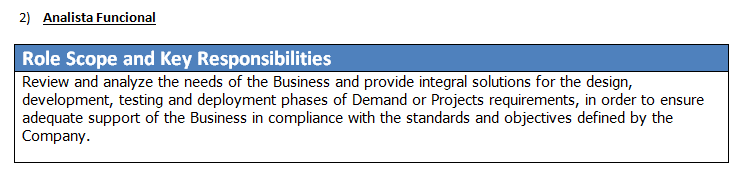 2) Analista Funcional
Role Scope and Key Responsibilities
Review and analyze the needs of the Business and provide integral solutions for the design,
development, testing and deployment phases of Demand or Projects requirements, in order to ensure
adequate support of the Business in compliance with the standards and objectives defined by the
Company.